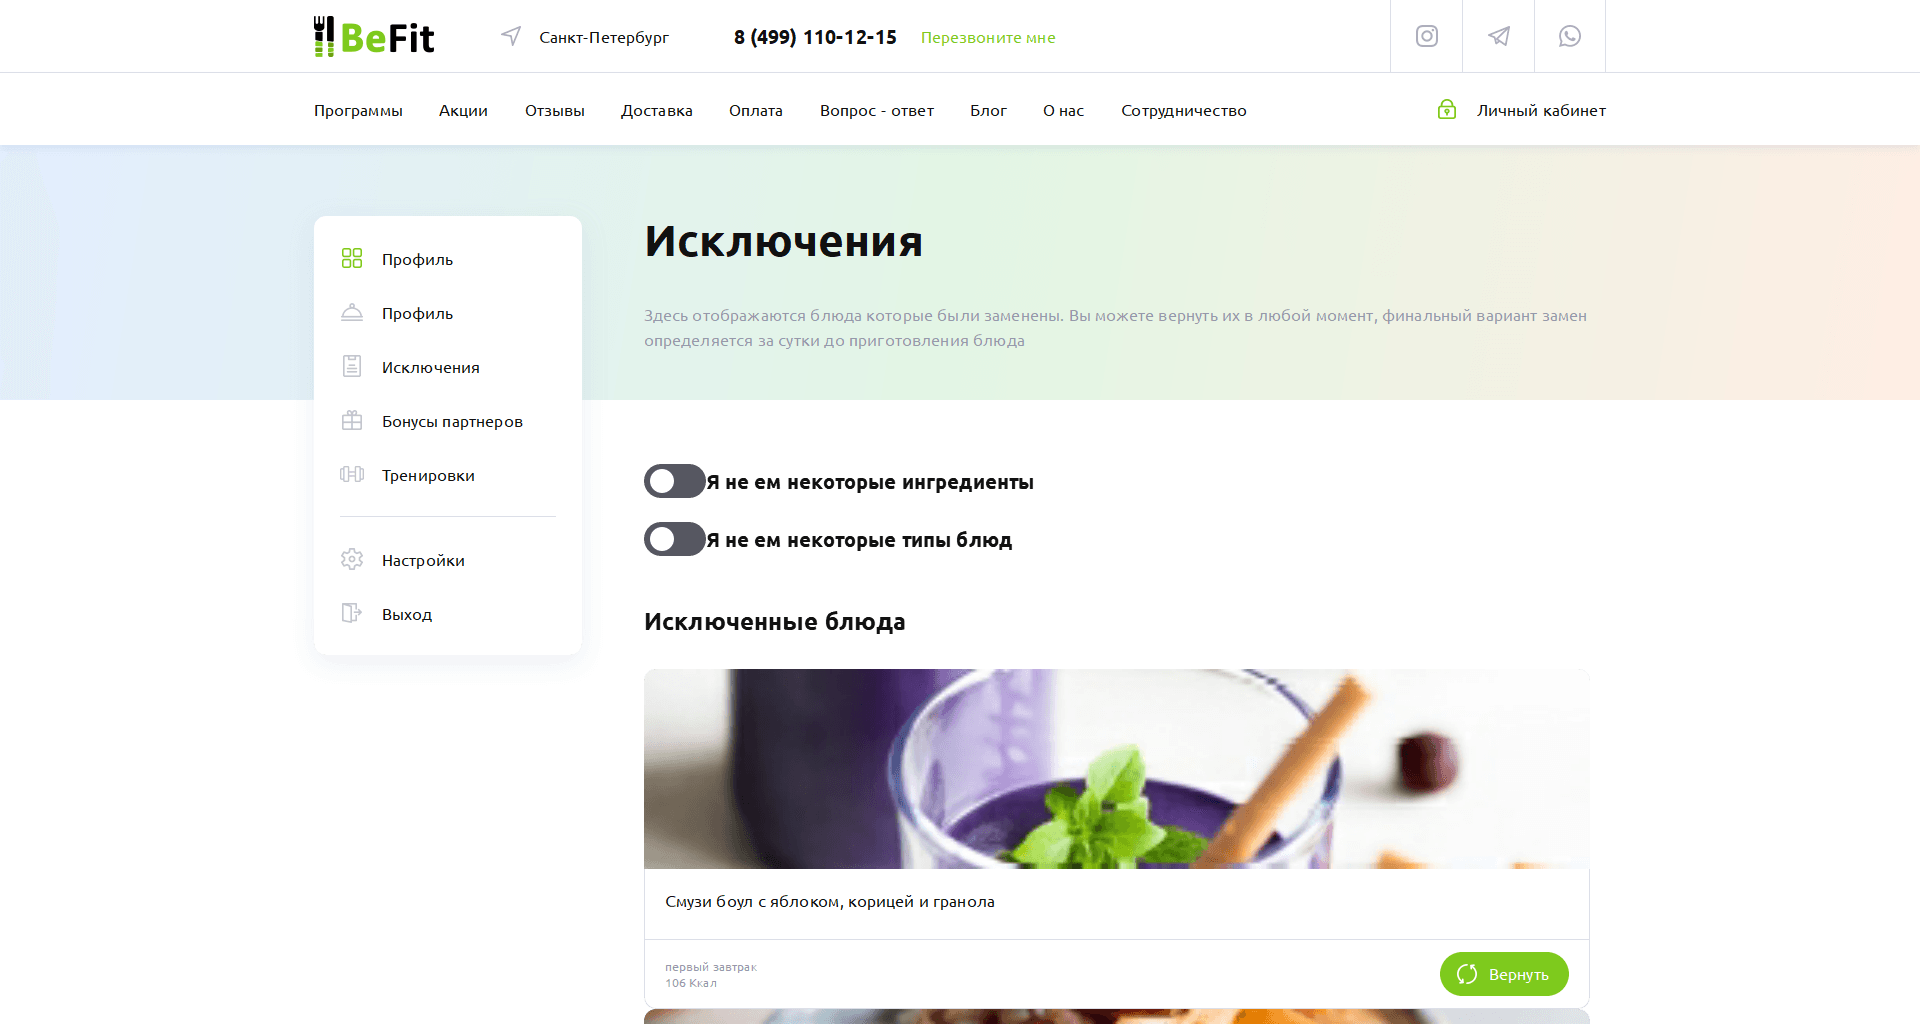 BeFit
Санкт-Петербург
8 (499) 110-12-15
Перезвоните мне
Программы
Акции
Отзывы
Доставка
Оплата
Вопрос - ответ
Блог
О нас
Сотрудничество
Личный кабинет
Профиль
Профиль
Исключения
Бонусы партнеров
Тренировки
Настройки
Выход
Исключения
Здесь отображаются блюда которые были заменены. Вы можете вернуть их в любой момент, финальный вариант замен
определяется за сутки до приготовления блюда
Я не ем некоторые ингредиенты
Я не ем некоторые типы блюд
Исключенные блюда
Смузи боул с яблоком, корицей и гранола
первый завтрак
106 Ккал
Вернуть